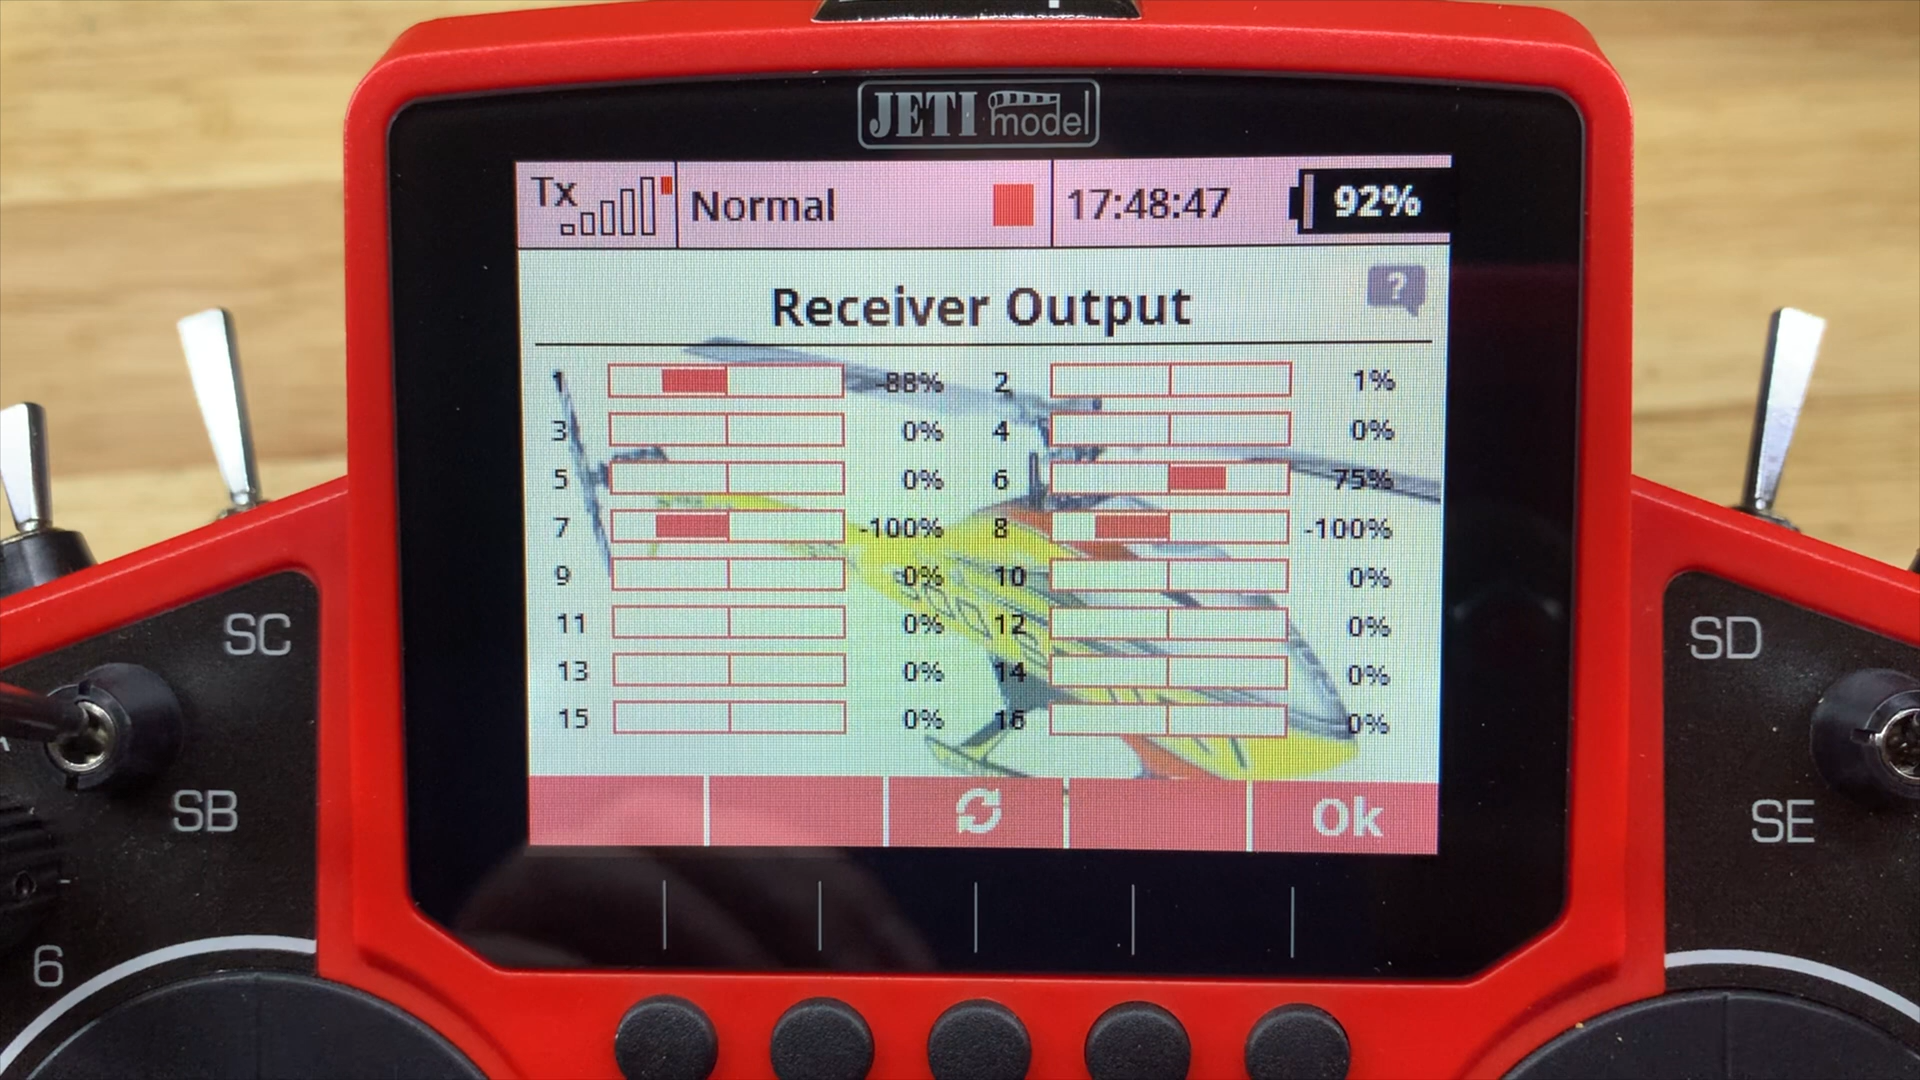 JETI model
Tx Normal 17:48:47 92%
Receiver Output ?
1 -88% 2 1%
3 0% 4 0%
5 0% 6 75%
7 -100% 8 -100%
9 0% 10 0%
11 0% 12 0%
13 0% 14 0%
15 0% 16 0%
Ok
SC
SD
SB
SE
6